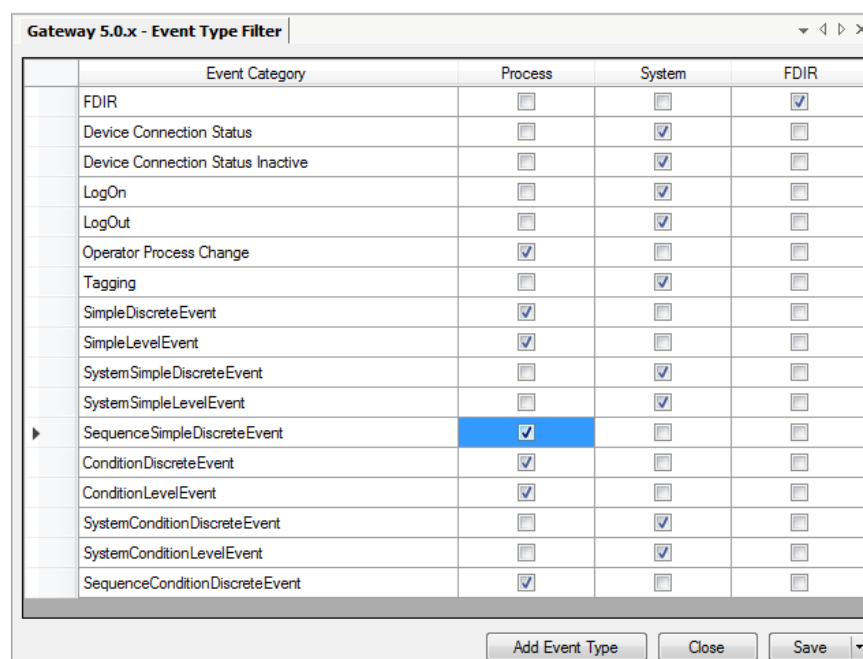 Gateway 5.0.x - Event Type Filter
Event Category Process System FDIR
FDIR
Device Connection Status
Device Connection Status Inactive
LogOn
LogOut
Operator Process Change
Tagging
SimpleDiscreteEvent
SimpleLevelEvent
SystemSimpleDiscreteEvent
SystemSimpleLevelEvent
SequenceSimpleDiscreteEvent
ConditionDiscreteEvent
ConditionLevelEvent
SystemConditionDiscreteEvent
SystemConditionLevelEvent
SequenceConditionDiscreteEvent
Add Event Type Close Save